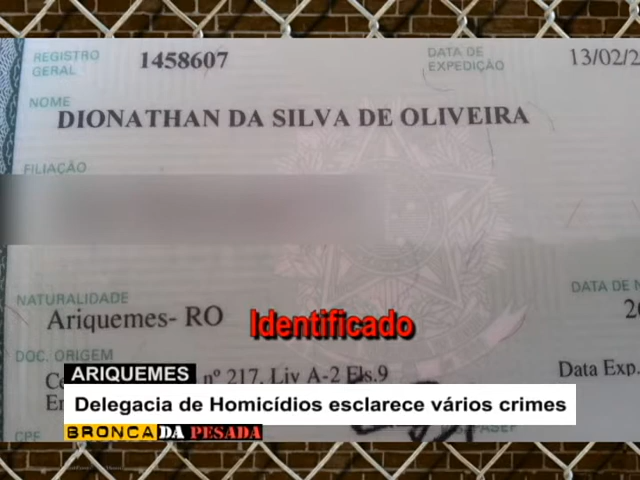 REGISTRO GERAL 1458607 DATA DE EXPEDIÇÃO 13/02/2
NOME
DIONATHAN DA SILVA DE OLIVEIRA
FILIAÇÃO
NATURALIDADE DATA DE N
Ariquemes- RO 20
Identificado
DOC. ORIGEM
nº 217, Liv A-2 Fls.9 Data Exp.
CPF
ARIQUEMES
Delegacia de Homicídios esclarece vários crimes
BRONCA DA PESADA